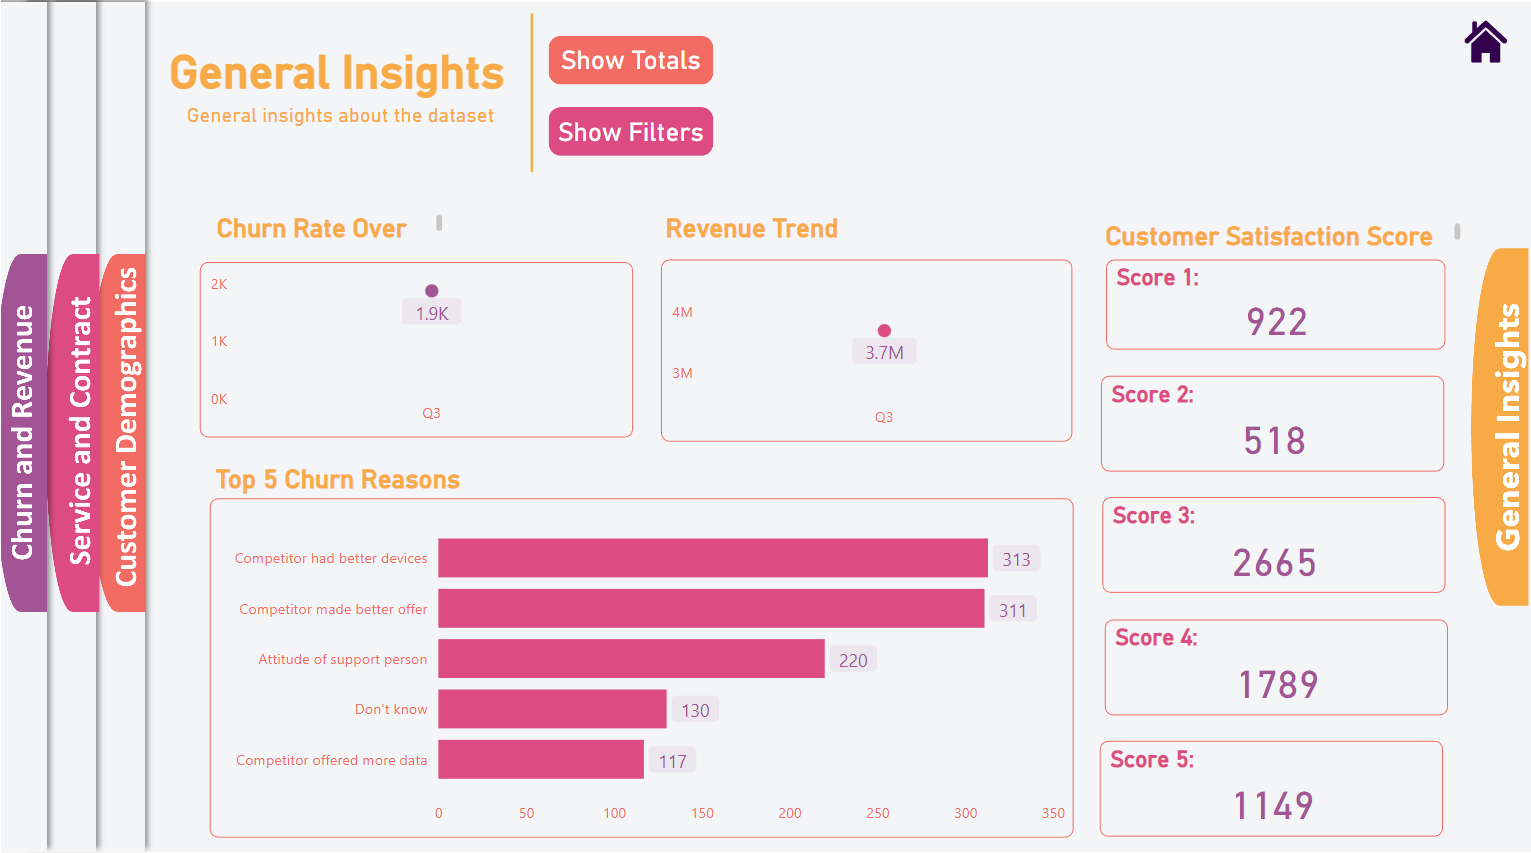 General Insights
General insights about the dataset
Show Totals
Show Filters
Churn and Revenue
Service and Contract
Customer Demographics
General Insights
Churn Rate Over
2K
1K
0K
1.9K
Q3
Revenue Trend
4M
3M
3.7M
Q3
Top 5 Churn Reasons
Competitor had better devices 313
Competitor made better offer 311
Attitude of support person 220
Don't know 130
Competitor offered more data 117
0 50 100 150 200 250 300 350
Customer Satisfaction Score
Score 1:
922
Score 2:
518
Score 3:
2665
Score 4:
1789
Score 5:
1149